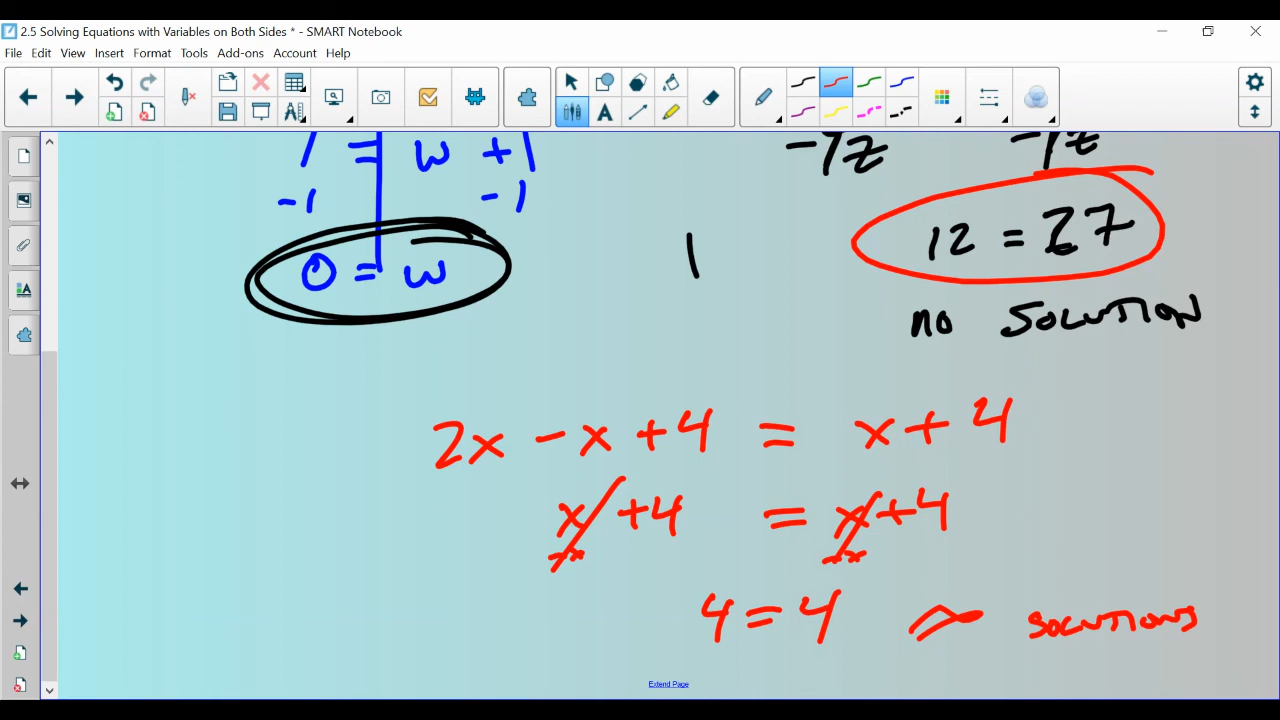 2.5 Solving Equations with Variables on Both Sides * - SMART Notebook
File Edit View Insert Format Tools Add-ons Account Help
1 = w + 1
-1 -1
0 = w
1
-7z -7z
12 = 27
no solution
2x - x + 4 = x + 4
x + 4 = x + 4
-x -x
4 = 4 solutions
Extend Page